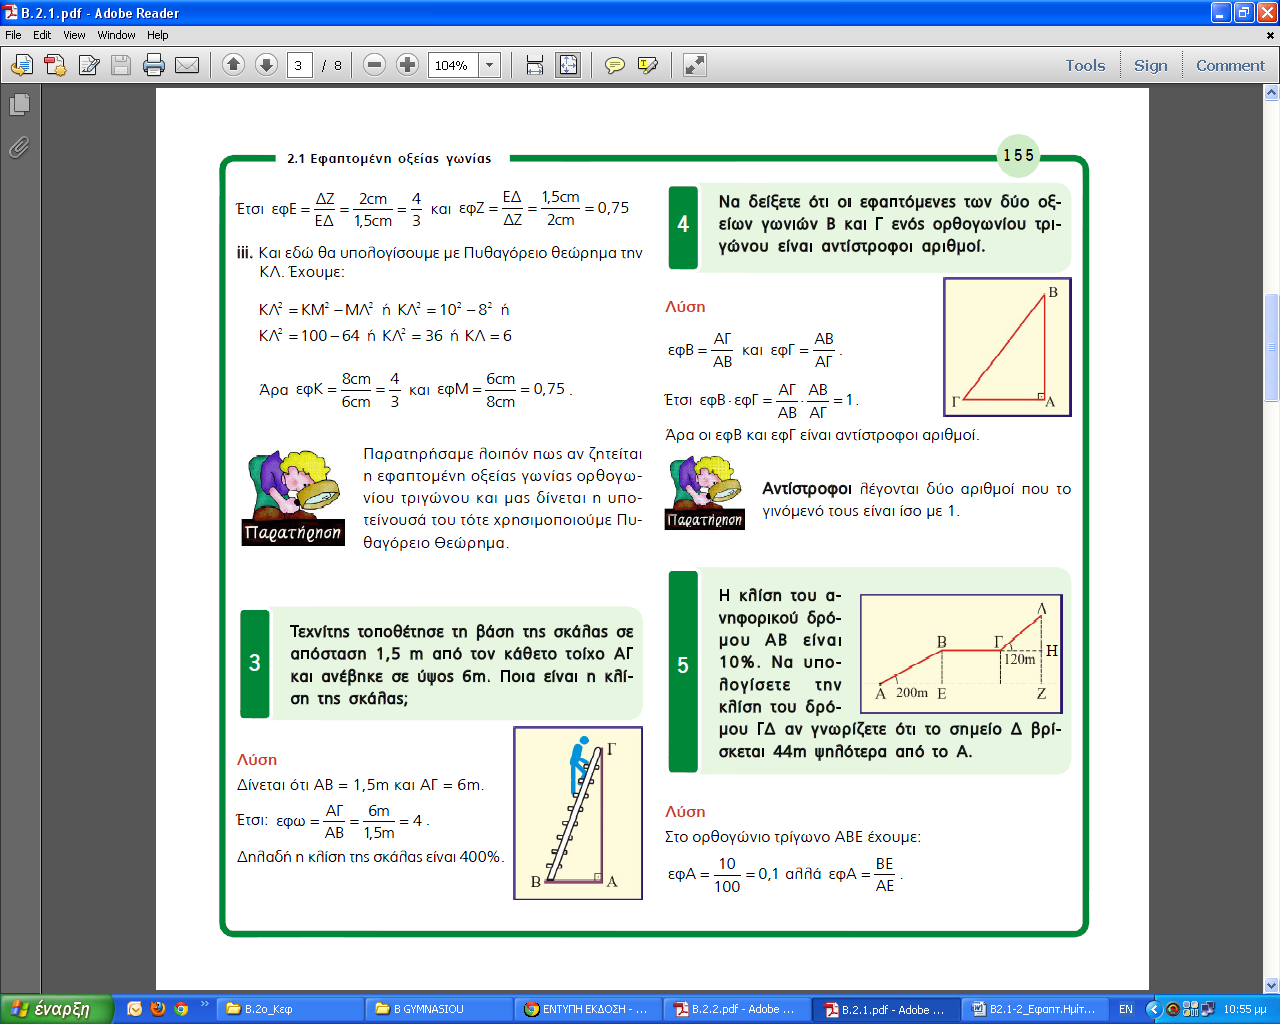 B.2.1.pdf - Adobe Reader
File Edit View Window Help
3 / 8 104% Tools Sign Comment
2.1 Εφαπτομένη οξείας γωνίας 155
Έτσι εφΕ = ΔΖ/ΕΔ = 2cm/1,5cm = 4/3 και εφΖ = ΕΔ/ΔΖ = 1,5cm/2cm = 0,75
iii. Και εδώ θα υπολογίσουμε με Πυθαγόρειο θεώρημα την
ΚΛ. Έχουμε:
ΚΛ² = ΚΜ² − ΜΛ² ή ΚΛ² = 10² − 8² ή
ΚΛ² = 100 − 64 ή ΚΛ² = 36 ή ΚΛ = 6
Άρα εφΚ = 8cm/6cm = 4/3 και εφΜ = 6cm/8cm = 0,75 .
Παρατήρηση
Παρατηρήσαμε λοιπόν πως αν ζητείται
η εφαπτομένη οξείας γωνίας ορθογω-
νίου τριγώνου και μας δίνεται η υπο-
τείνουσά του τότε χρησιμοποιούμε Πυ-
θαγόρειο Θεώρημα.
3
Τεχνίτης τοποθέτησε τη βάση της σκάλας σε
απόσταση 1,5 m από τον κάθετο τοίχο ΑΓ
και ανέβηκε σε ύψος 6m. Ποια είναι η κλί-
ση της σκάλας;
Λύση
Δίνεται ότι ΑΒ = 1,5m και ΑΓ = 6m.
Έτσι: εφω = ΑΓ/ΑΒ = 6m/1,5m = 4 .
Δηλαδή η κλίση της σκάλας είναι 400%.
Γ
Β Α
4
Να δείξετε ότι οι εφαπτόμενες των δύο οξ-
είων γωνιών Β και Γ ενός ορθογωνίου τρι-
γώνου είναι αντίστροφοι αριθμοί.
Λύση
εφΒ = ΑΓ/ΑΒ και εφΓ = ΑΒ/ΑΓ .
Έτσι εφΒ · εφΓ = ΑΓ/ΑΒ · ΑΒ/ΑΓ = 1 .
Άρα οι εφΒ και εφΓ είναι αντίστροφοι αριθμοί.
Β
Γ Α
Παρατήρηση
Αντίστροφοι λέγονται δύο αριθμοί που το
γινόμενό τους είναι ίσο με 1.
5
Η κλίση του α-
νηφορικού δρό-
μου ΑΒ είναι
10%. Να υπο-
λογίσετε την
κλίση του δρό-
μου ΓΔ αν γνωρίζετε ότι το σημείο Δ βρί-
σκεται 44m ψηλότερα από το Α.
Λ
Β Γ 120m Η
Α 200m Ε Ζ
Λύση
Στο ορθογώνιο τρίγωνο ΑΒΕ έχουμε:
εφΑ = 10/100 = 0,1 αλλά εφΑ = ΒΕ/ΑΕ .
έναρξη B.2ο_Κεφ B GYMNASIOU ΕΝΤΥΠΗ ΕΚΔΟΣΗ - ... B.2.2.pdf - Adobe ... B.2.1.pdf - Adobe ... B2.1-2_Εφαπτ.Ημίτ... EN 10:55 μμ